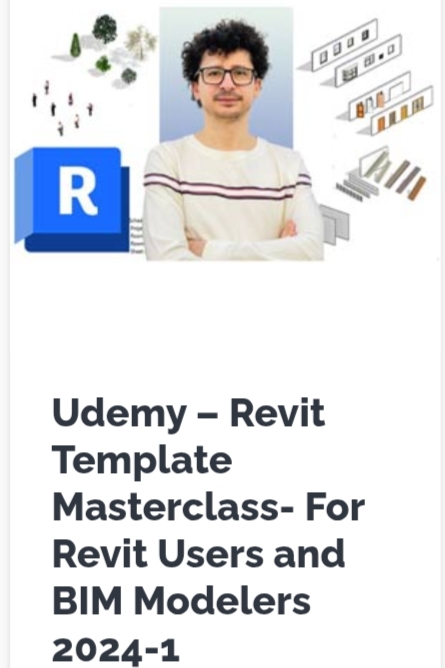 R
Udemy – Revit
Template
Masterclass- For
Revit Users and
BIM Modelers
2024-1